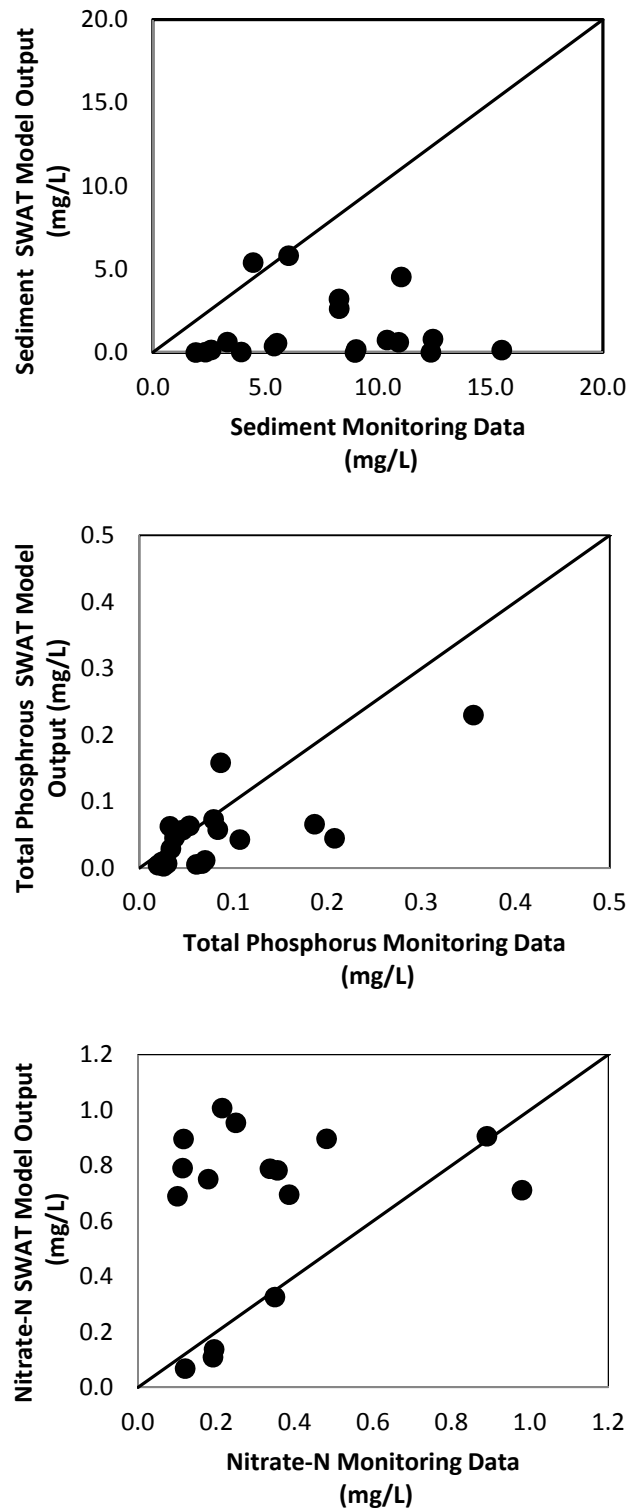 Sediment SWAT Model Output
(mg/L)
20.0
15.0
10.0
5.0
0.0
0.0 5.0 10.0 15.0 20.0
Sediment Monitoring Data
(mg/L)
Total Phosphrous SWAT Model
Output (mg/L)
0.5
0.4
0.3
0.2
0.1
0.0
0.0 0.1 0.2 0.3 0.4 0.5
Total Phosphorus Monitoring Data
(mg/L)
Nitrate-N SWAT Model Output
(mg/L)
1.2
1.0
0.8
0.6
0.4
0.2
0.0
0.0 0.2 0.4 0.6 0.8 1.0 1.2
Nitrate-N Monitoring Data
(mg/L)